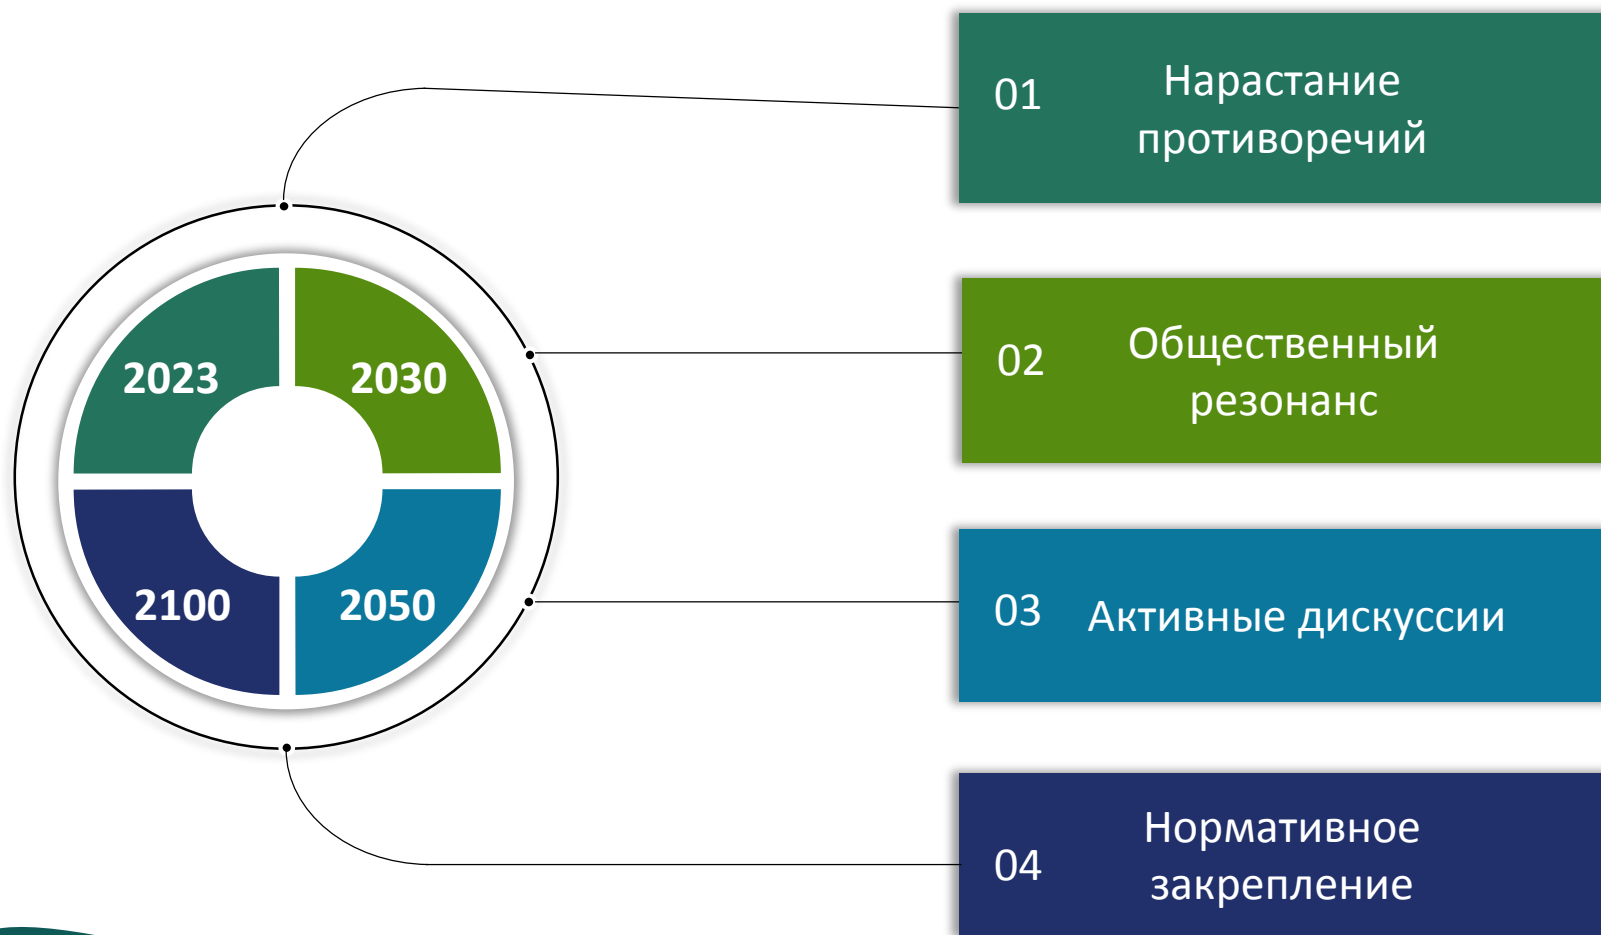 2023
2030
2100
2050
01
Нарастание
противоречий
02
Общественный
резонанс
03
Активные дискуссии
04
Нормативное
закрепление